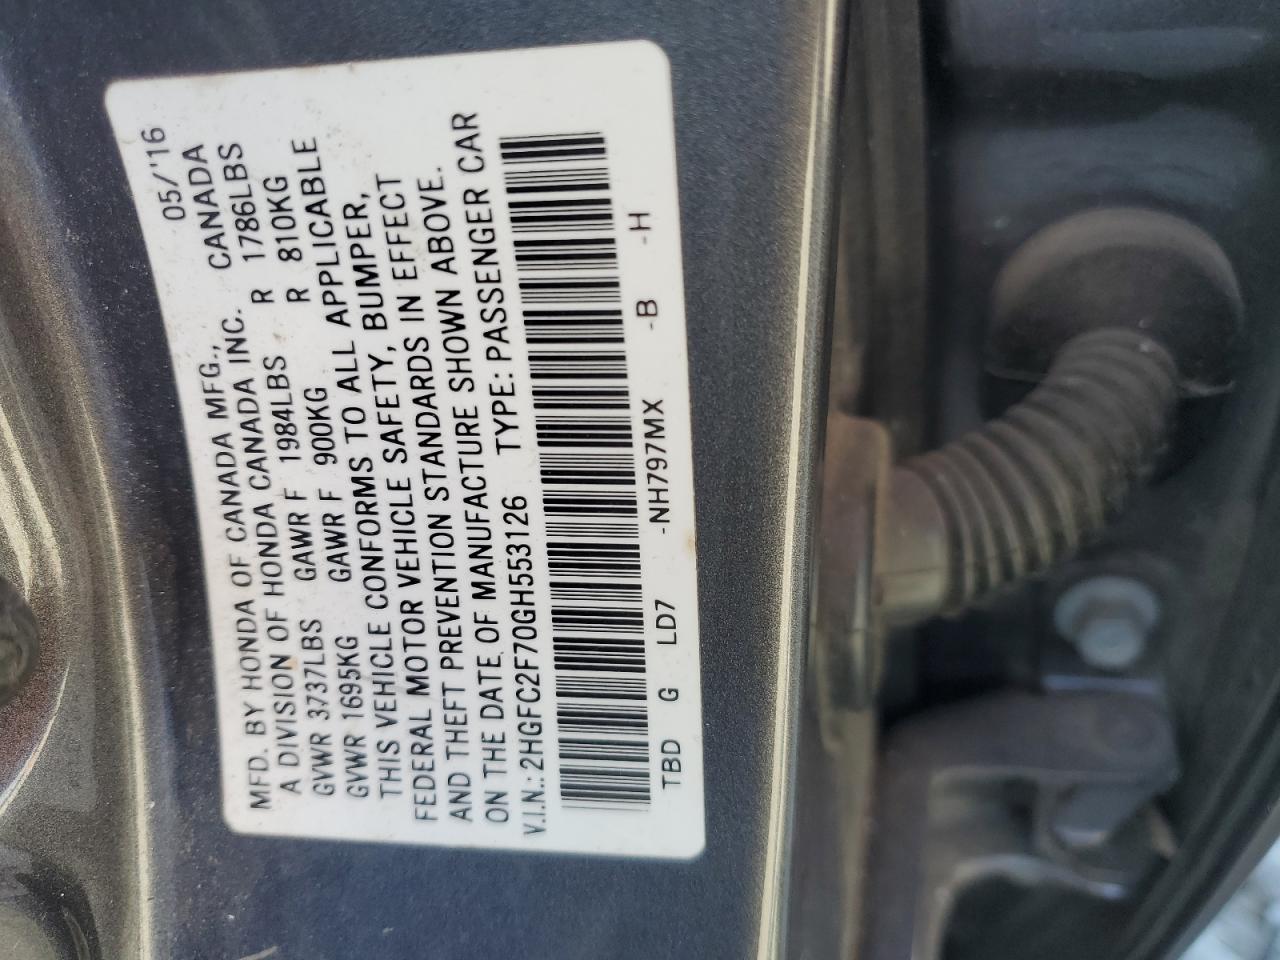 MFD. BY HONDA OF CANADA MFG., 05/'16
A DIVISION OF HONDA CANADA INC. CANADA
GVWR 3737LBS GAWR F 1984LBS R 1786LBS
GVWR 1695KG GAWR F 900KG R 810KG
THIS VEHICLE CONFORMS TO ALL APPLICABLE
FEDERAL MOTOR VEHICLE SAFETY, BUMPER,
AND THEFT PREVENTION STANDARDS IN EFFECT
ON THE DATE OF MANUFACTURE SHOWN ABOVE.
V.I.N.: 2HGFC2F70GH553126 TYPE: PASSENGER CAR
TBD G LD7 -NH797MX -B -H